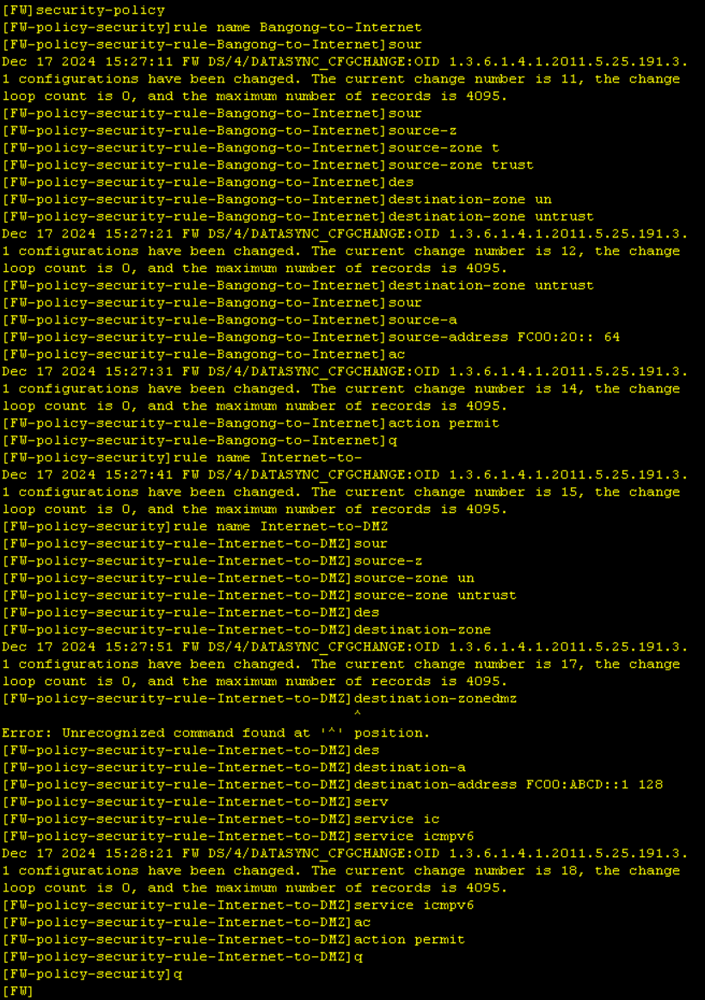 [FW]security-policy
[FW-policy-security]rule name Bangong-to-Internet
[FW-policy-security-rule-Bangong-to-Internet]sour
Dec 17 2024 15:27:11 FW DS/4/DATASYNC_CFGCHANGE:OID 1.3.6.1.4.1.2011.5.25.191.3.
1 configurations have been changed. The current change number is 11, the change
loop count is 0, and the maximum number of records is 4095.
[FW-policy-security-rule-Bangong-to-Internet]sour
[FW-policy-security-rule-Bangong-to-Internet]source-z
[FW-policy-security-rule-Bangong-to-Internet]source-zone t
[FW-policy-security-rule-Bangong-to-Internet]source-zone trust
[FW-policy-security-rule-Bangong-to-Internet]des
[FW-policy-security-rule-Bangong-to-Internet]destination-zone un
[FW-policy-security-rule-Bangong-to-Internet]destination-zone untrust
Dec 17 2024 15:27:21 FW DS/4/DATASYNC_CFGCHANGE:OID 1.3.6.1.4.1.2011.5.25.191.3.
1 configurations have been changed. The current change number is 12, the change
loop count is 0, and the maximum number of records is 4095.
[FW-policy-security-rule-Bangong-to-Internet]destination-zone untrust
[FW-policy-security-rule-Bangong-to-Internet]sour
[FW-policy-security-rule-Bangong-to-Internet]source-a
[FW-policy-security-rule-Bangong-to-Internet]source-address FC00:20:: 64
[FW-policy-security-rule-Bangong-to-Internet]ac
Dec 17 2024 15:27:31 FW DS/4/DATASYNC_CFGCHANGE:OID 1.3.6.1.4.1.2011.5.25.191.3.
1 configurations have been changed. The current change number is 14, the change
loop count is 0, and the maximum number of records is 4095.
[FW-policy-security-rule-Bangong-to-Internet]action permit
[FW-policy-security-rule-Bangong-to-Internet]q
[FW-policy-security]rule name Internet-to-
Dec 17 2024 15:27:41 FW DS/4/DATASYNC_CFGCHANGE:OID 1.3.6.1.4.1.2011.5.25.191.3.
1 configurations have been changed. The current change number is 15, the change
loop count is 0, and the maximum number of records is 4095.
[FW-policy-security]rule name Internet-to-DMZ
[FW-policy-security-rule-Internet-to-DMZ]sour
[FW-policy-security-rule-Internet-to-DMZ]source-z
[FW-policy-security-rule-Internet-to-DMZ]source-zone un
[FW-policy-security-rule-Internet-to-DMZ]source-zone untrust
[FW-policy-security-rule-Internet-to-DMZ]des
[FW-policy-security-rule-Internet-to-DMZ]destination-zone
Dec 17 2024 15:27:51 FW DS/4/DATASYNC_CFGCHANGE:OID 1.3.6.1.4.1.2011.5.25.191.3.
1 configurations have been changed. The current change number is 17, the change
loop count is 0, and the maximum number of records is 4095.
[FW-policy-security-rule-Internet-to-DMZ]destination-zonedmz
^
Error: Unrecognized command found at '^' position.
[FW-policy-security-rule-Internet-to-DMZ]des
[FW-policy-security-rule-Internet-to-DMZ]destination-a
[FW-policy-security-rule-Internet-to-DMZ]destination-address FC00:ABCD::1 128
[FW-policy-security-rule-Internet-to-DMZ]serv
[FW-policy-security-rule-Internet-to-DMZ]service ic
[FW-policy-security-rule-Internet-to-DMZ]service icmpv6
Dec 17 2024 15:28:21 FW DS/4/DATASYNC_CFGCHANGE:OID 1.3.6.1.4.1.2011.5.25.191.3.
1 configurations have been changed. The current change number is 18, the change
loop count is 0, and the maximum number of records is 4095.
[FW-policy-security-rule-Internet-to-DMZ]service icmpv6
[FW-policy-security-rule-Internet-to-DMZ]ac
[FW-policy-security-rule-Internet-to-DMZ]action permit
[FW-policy-security-rule-Internet-to-DMZ]q
[FW-policy-security]q
[FW]